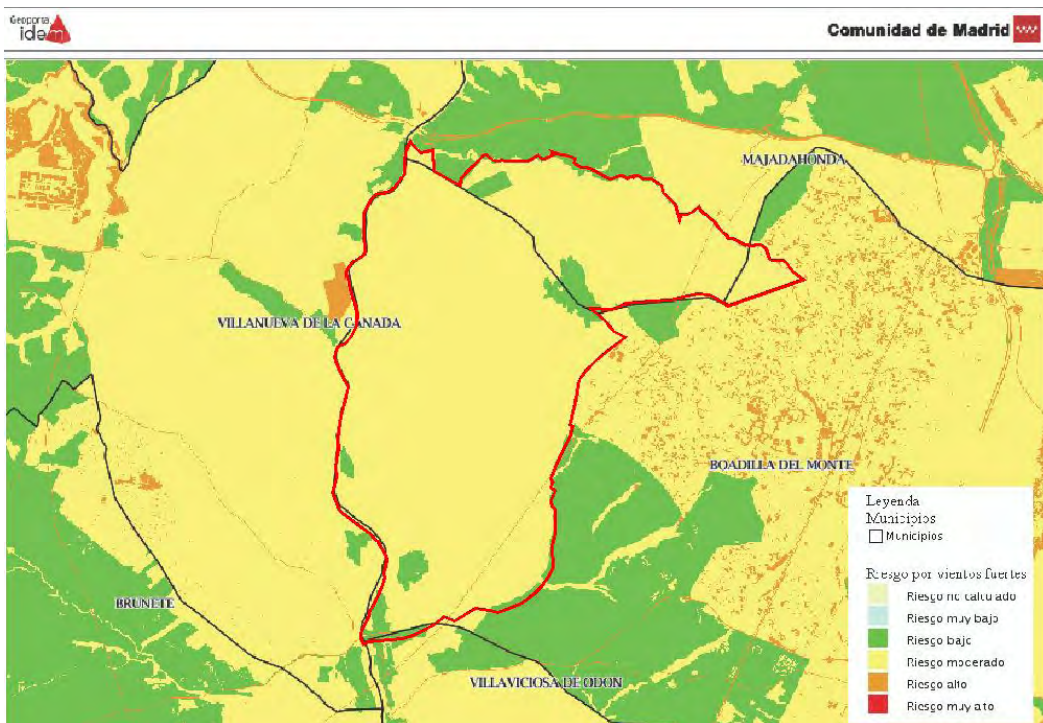 Geoportal
idem
Comunidad de Madrid
MAJADAHONDA
VILLANUEVA DE LA CAÑADA
BOADILLA DEL MONTE
BRUNETE
VILLAVICIOSA DE ODON
Leyenda
Municipios
Municipios
Riesgo por vientos fuertes
Riesgo no calculado
Riesgo muy bajo
Riesgo bajo
Riesgo moderado
Riesgo alto
Riesgo muy alto